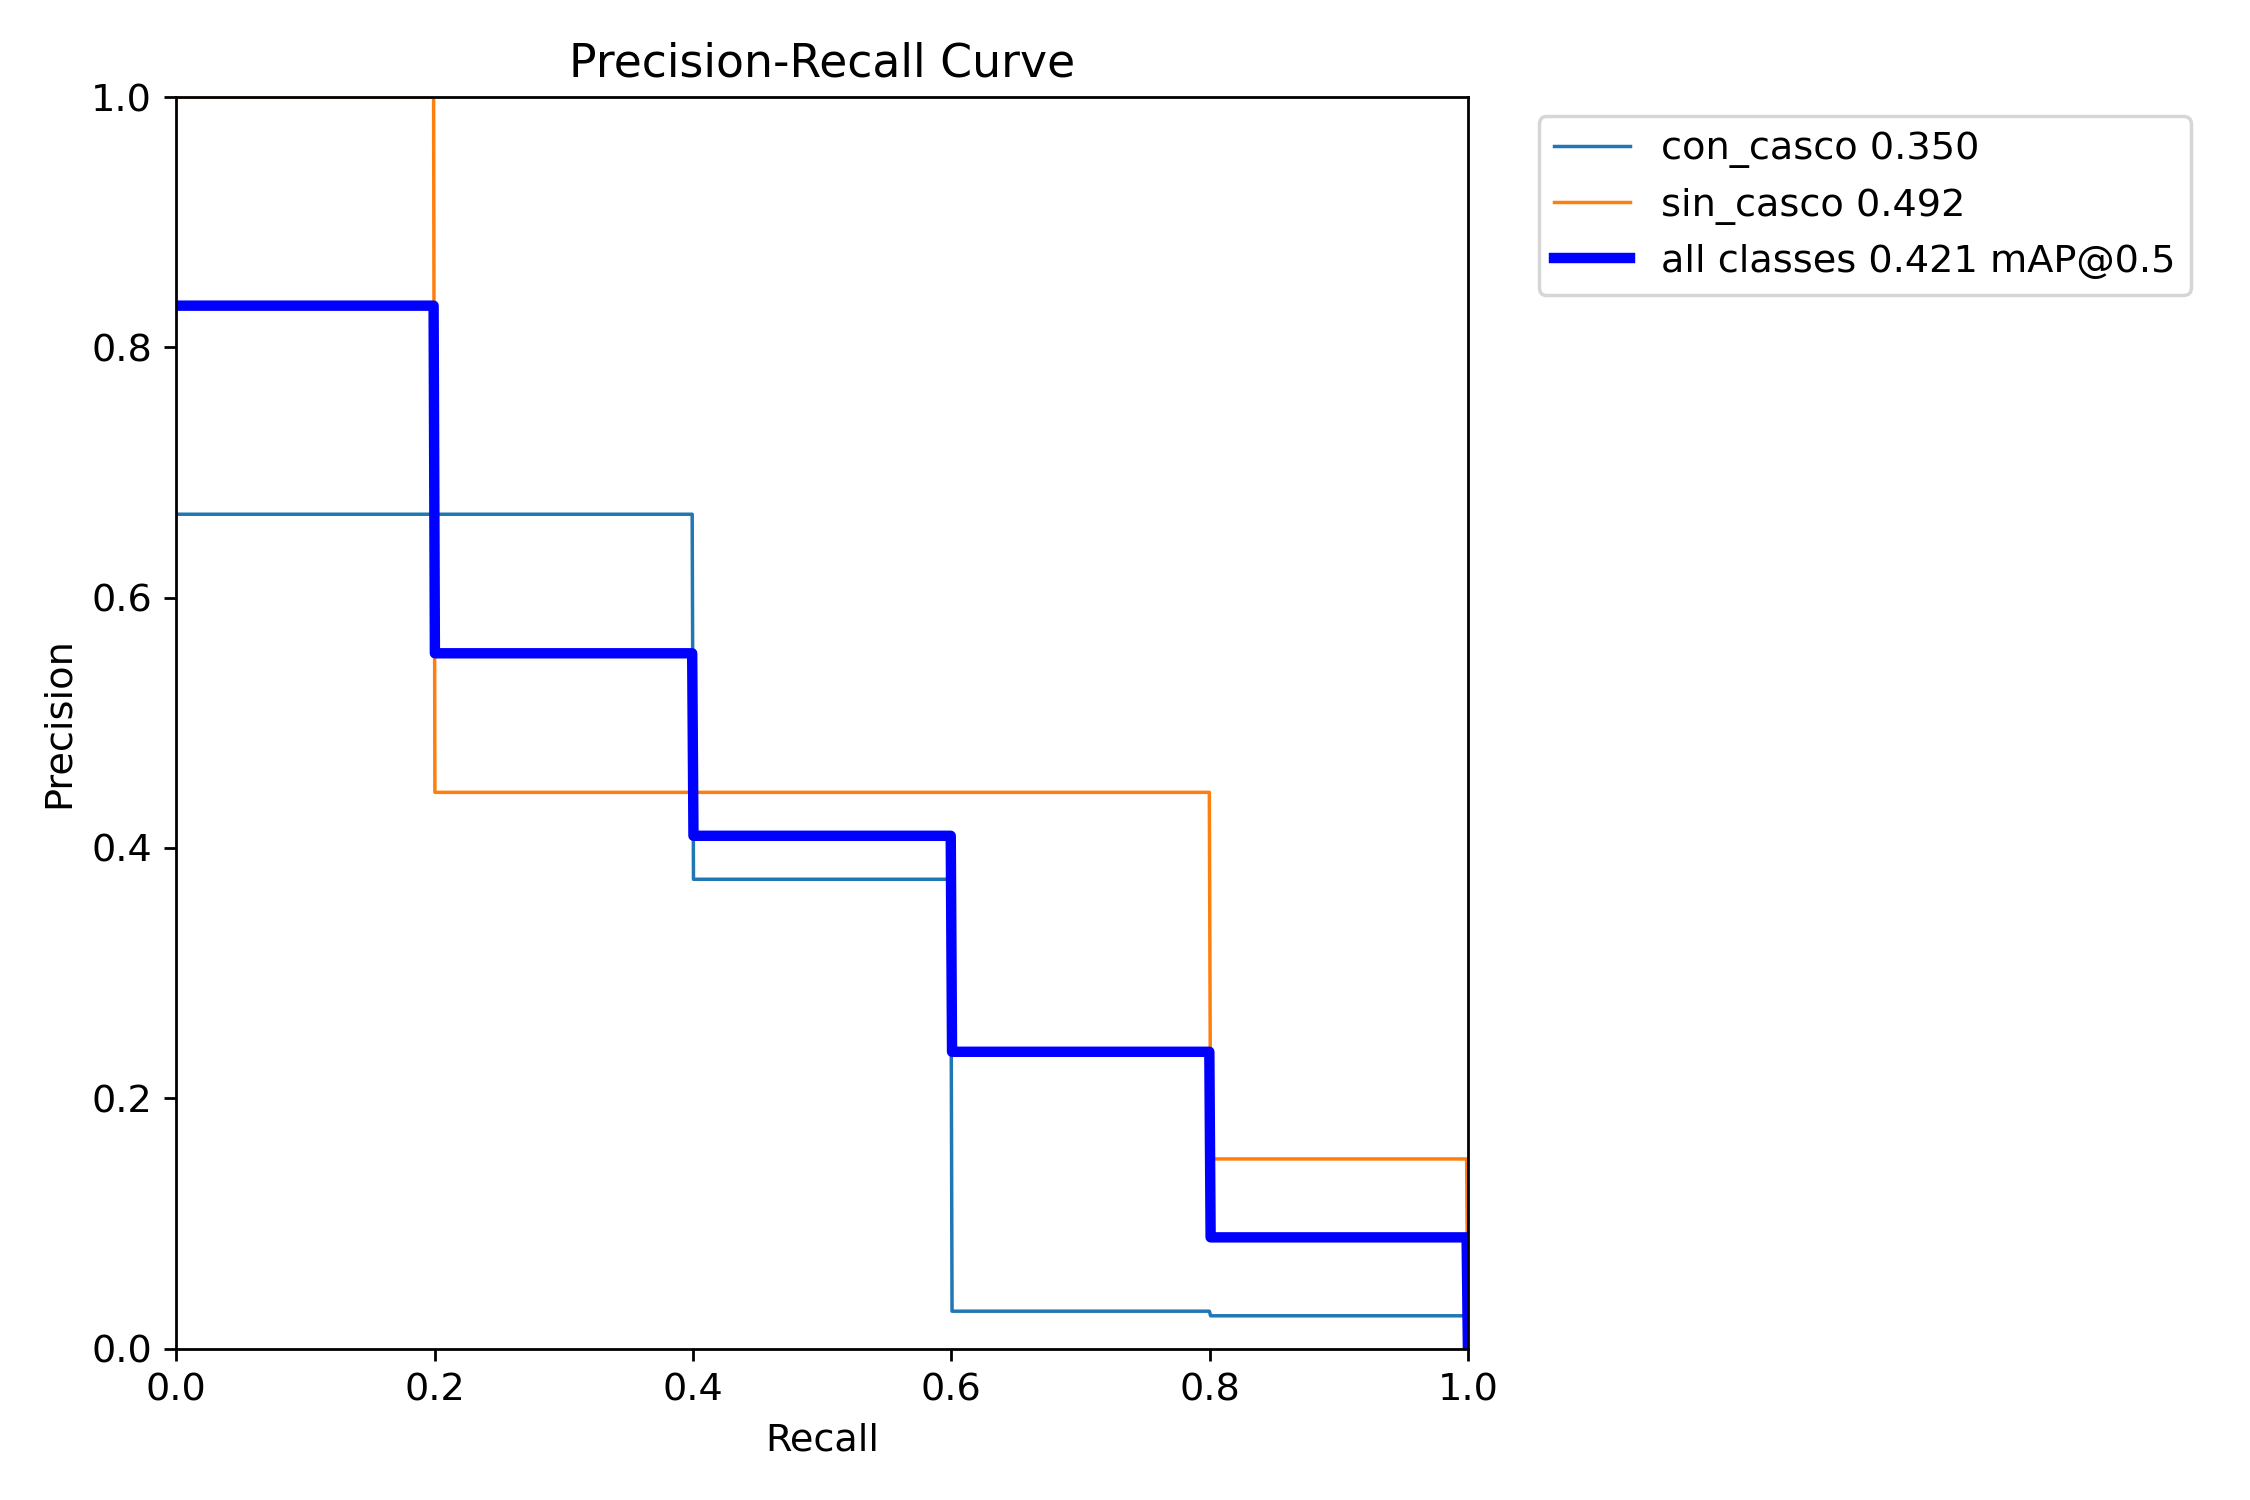 Precision-Recall Curve
con_casco 0.350
sin_casco 0.492
all classes 0.421 mAP@0.5
Precision
1.0
0.8
0.6
0.4
0.2
0.0
0.0 0.2 0.4 0.6 0.8 1.0
Recall